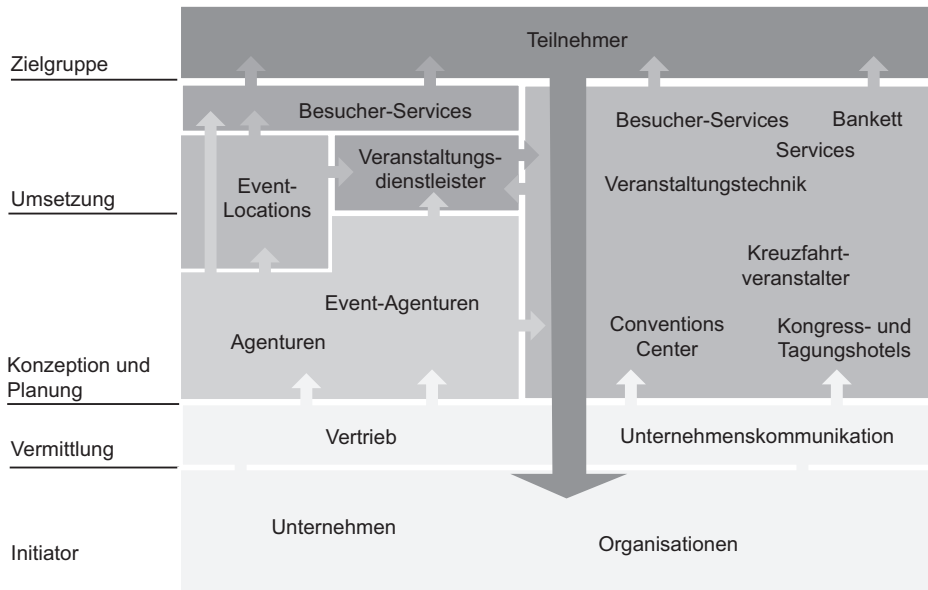 Teilnehmer
Zielgruppe
Besucher-Services
Besucher-Services
Bankett
Services
Veranstaltungs-
dienstleister
Veranstaltungstechnik
Event-
Locations
Umsetzung
Kreuzfahrt-
veranstalter
Event-Agenturen
Agenturen
Conventions
Center
Kongress- und
Tagungshotels
Konzeption und
Planung
Vertrieb
Unternehmenskommunikation
Vermittlung
Unternehmen
Organisationen
Initiator